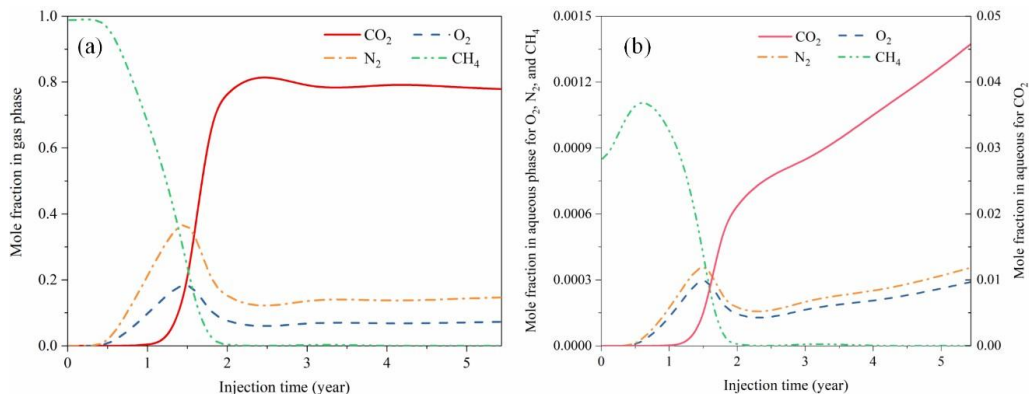 (a)
CO2
O2
N2
CH4
1.0
0.8
0.6
0.4
0.2
0.0
Mole fraction in gas phase
0 1 2 3 4 5
Injection time (year)
(b)
CO2
O2
N2
CH4
0.0015
0.0012
0.0009
0.0006
0.0003
0.0000
Mole fraction in aqueous phase for O2, N2, and CH4
0.05
0.04
0.03
0.02
0.01
0.00
Mole fraction in aqueous for CO2
0 1 2 3 4 5
Injection time (year)